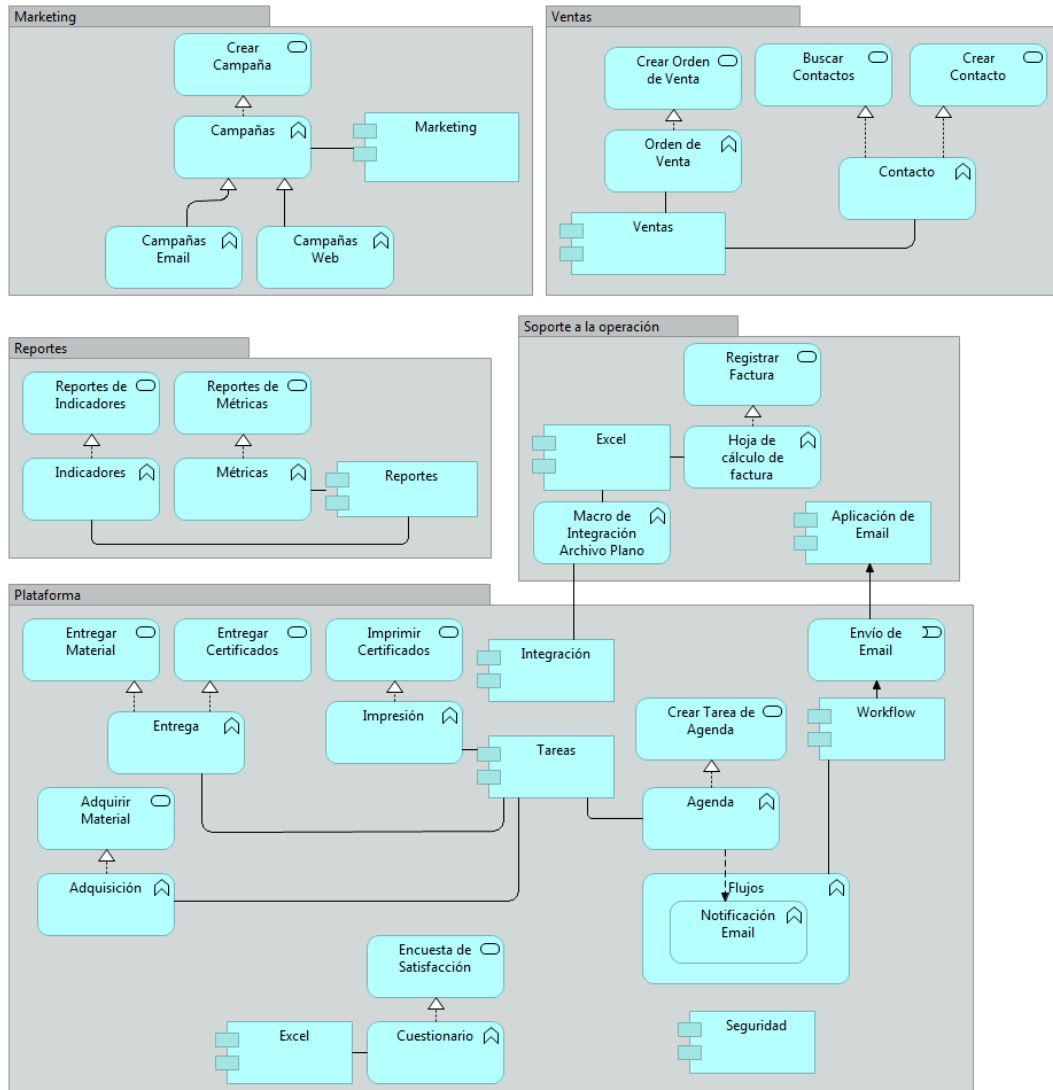 Marketing
Crear
Campaña
Campañas
Marketing
Campañas
Email
Campañas
Web
Ventas
Crear Orden
de Venta
Buscar
Contactos
Crear
Contacto
Orden de
Venta
Contacto
Ventas
Reportes
Reportes de
Indicadores
Reportes de
Métricas
Indicadores
Métricas
Reportes
Soporte a la operación
Registrar
Factura
Excel
Hoja de
cálculo de
factura
Macro de
Integración
Archivo Plano
Aplicación de
Email
Plataforma
Entregar
Material
Entregar
Certificados
Imprimir
Certificados
Integración
Envío de
Email
Entrega
Impresión
Tareas
Crear Tarea de
Agenda
Workflow
Adquirir
Material
Agenda
Adquisición
Flujos
Notificación
Email
Encuesta de
Satisfacción
Excel
Cuestionario
Seguridad